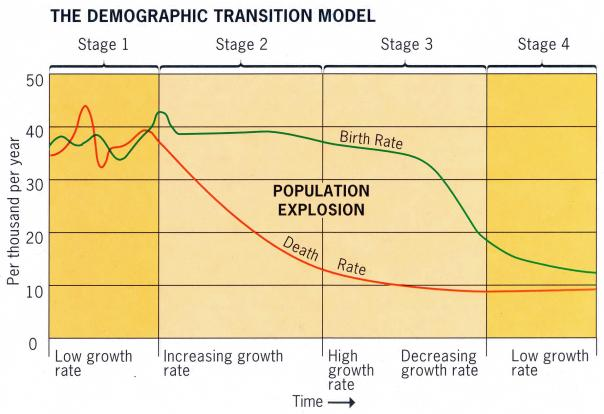 THE DEMOGRAPHIC TRANSITION MODEL
Stage 1 Stage 2 Stage 3 Stage 4
Per thousand per year
50
40
30
20
10
0
Birth Rate
POPULATION
EXPLOSION
Death Rate
Low growth
rate
Increasing growth
rate
High
growth
rate
Decreasing
growth rate
Low growth
rate
Time